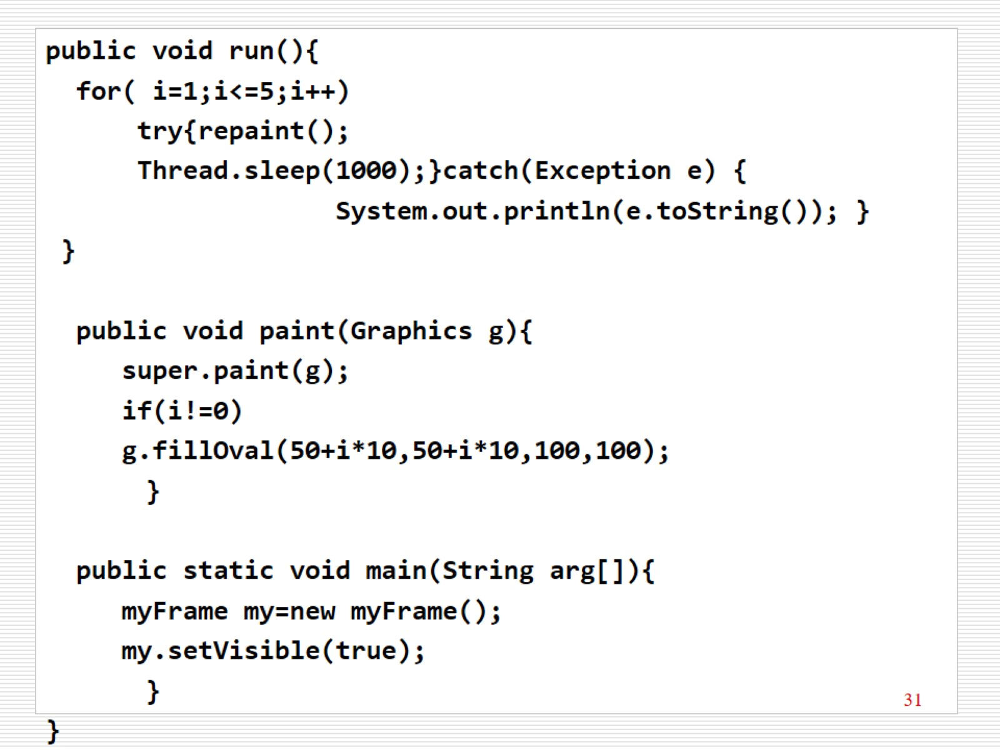 public void run(){
for( i=1;i<=5;i++)
try{repaint();
Thread.sleep(1000);}catch(Exception e) {
System.out.println(e.toString()); }
}
public void paint(Graphics g){
super.paint(g);
if(i!=0)
g.fillOval(50+i*10,50+i*10,100,100);
}
public static void main(String arg[]){
myFrame my=new myFrame();
my.setVisible(true);
}
31
}